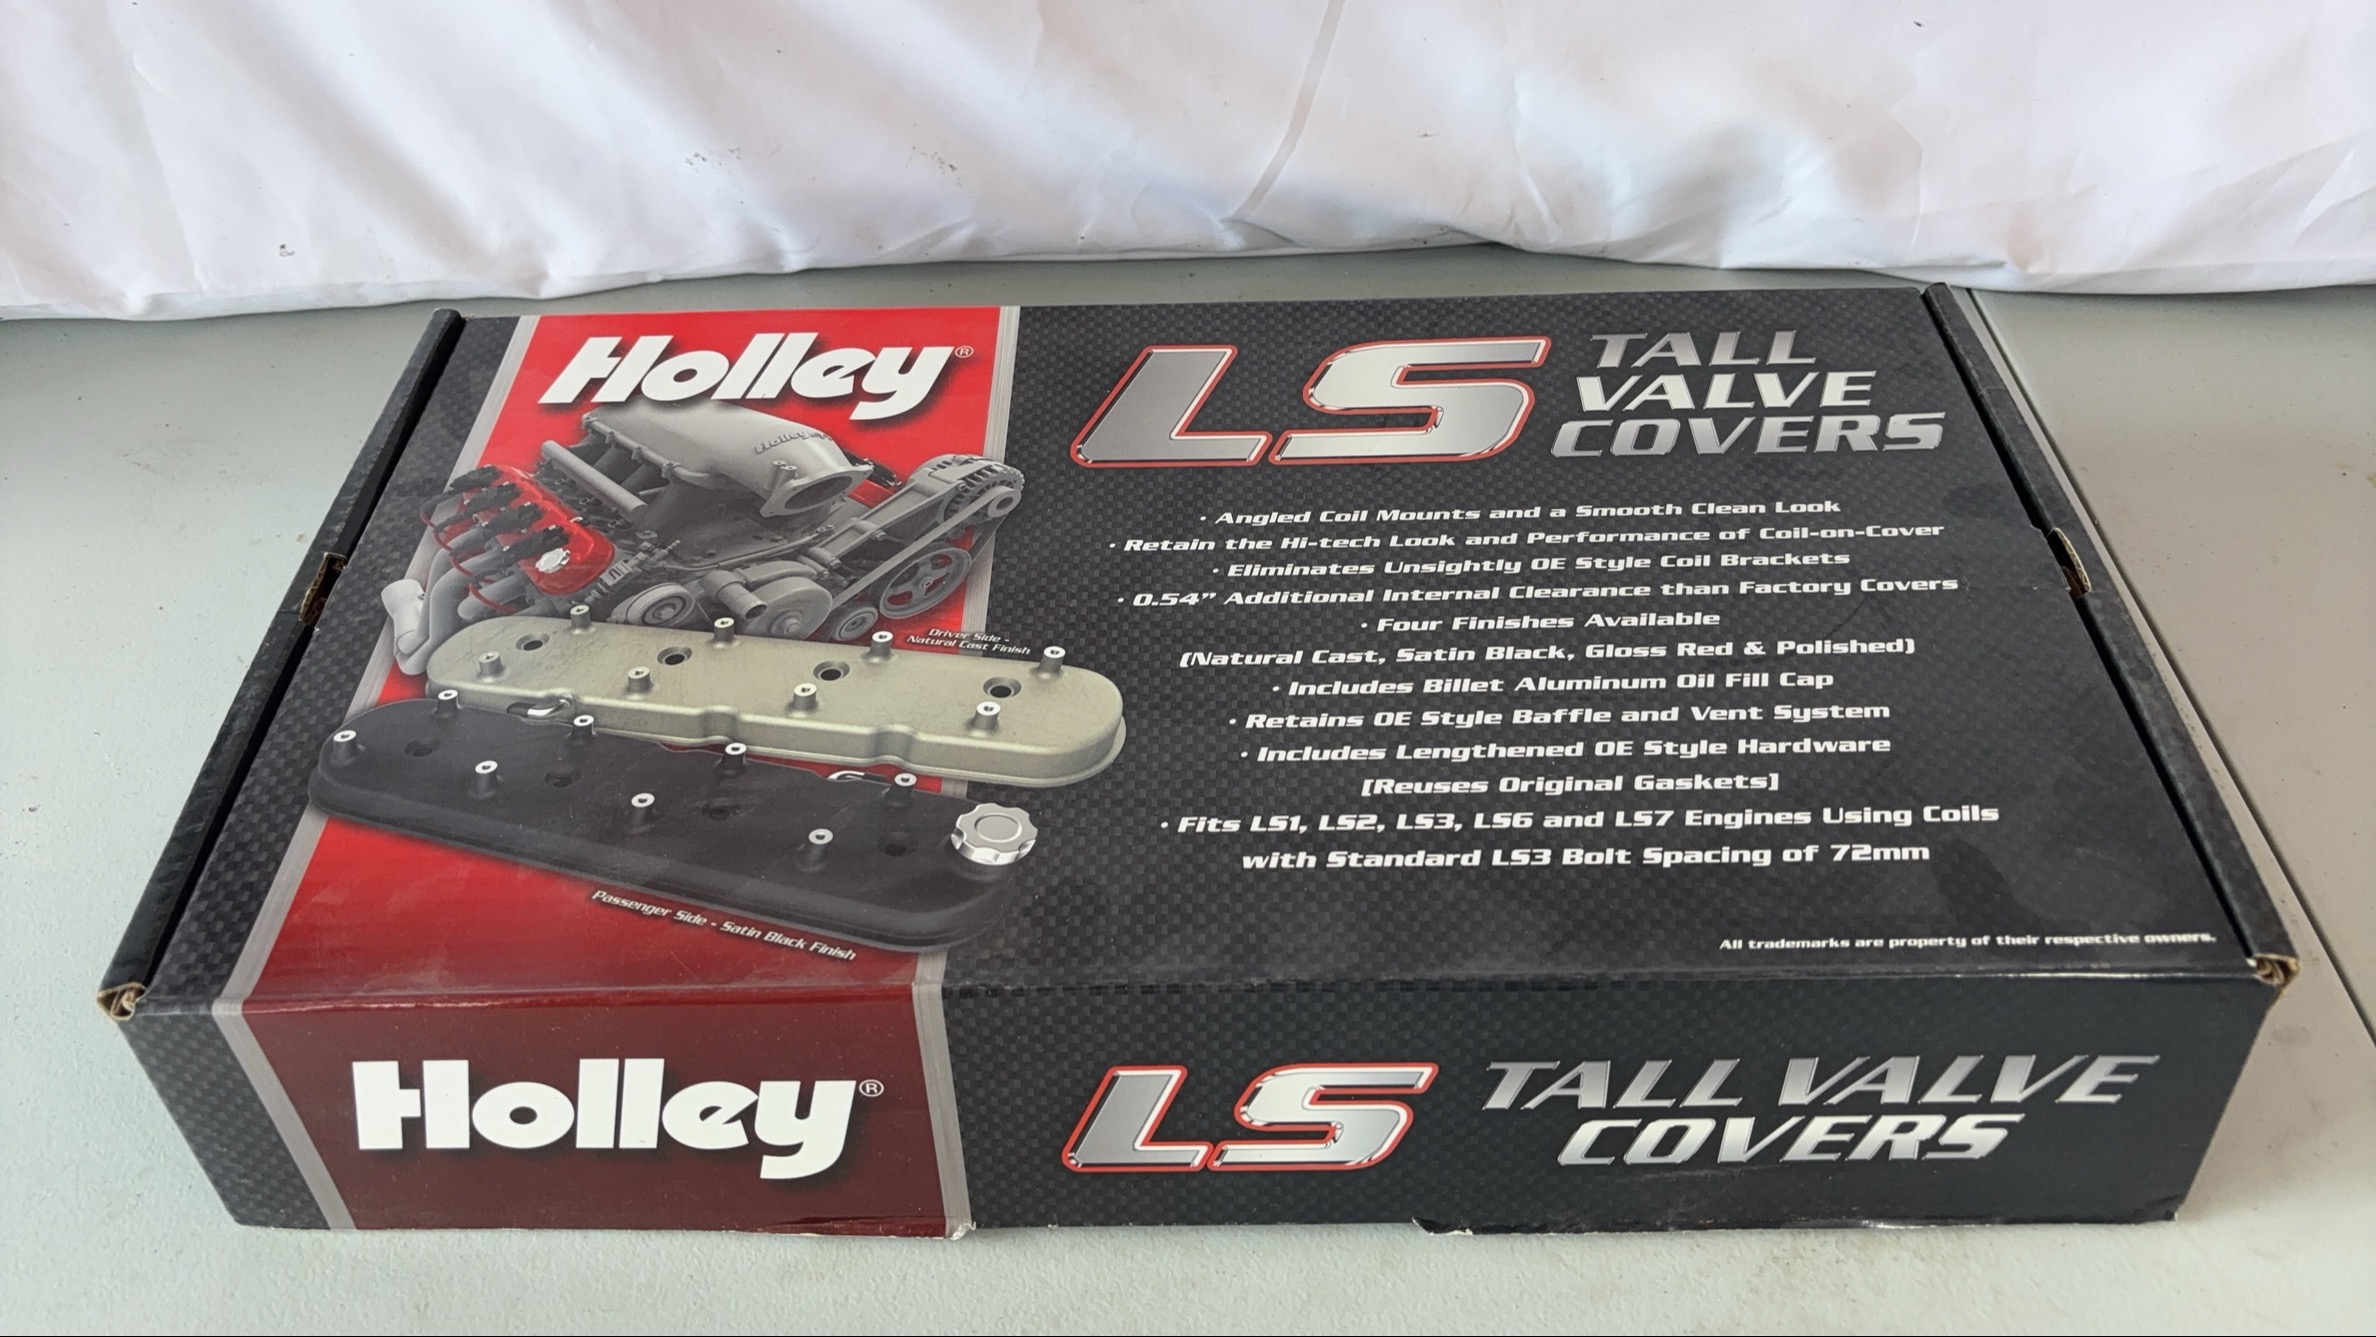 Holley®
Holley
LS TALL
VALVE
COVERS
• Angled Coil Mounts and a Smooth Clean Look
• Retain the Hi-tech Look and Performance of Coil-on-Cover
• Eliminates Unsightly OE Style Coil Brackets
• 0.54” Additional Internal Clearance than Factory Covers
• Four Finishes Available
(Natural Cast, Satin Black, Gloss Red & Polished)
• Includes Billet Aluminum Oil Fill Cap
• Retains OE Style Baffle and Vent System
• Includes Lengthened OE Style Hardware
[Reuses Original Gaskets]
• Fits LS1, LS2, LS3, LS6 and LS7 Engines Using Coils
with Standard LS3 Bolt Spacing of 72mm
Driver Side -
Natural Cast Finish
Passenger Side - Satin Black Finish
All trademarks are property of their respective owners.
Holley®
LS TALL VALVE
COVERS